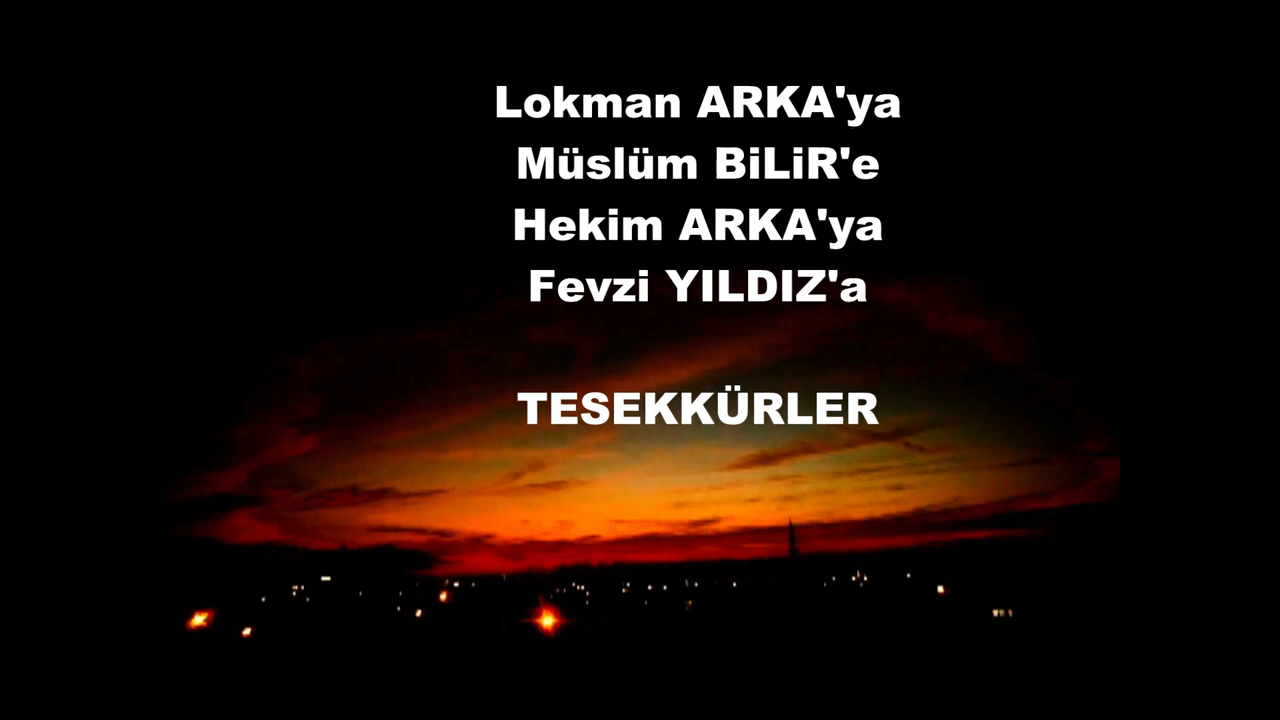 Lokman ARKA'ya
Müslüm BiLiR'e
Hekim ARKA'ya
Fevzi YILDIZ'a
TESEKKÜRLER